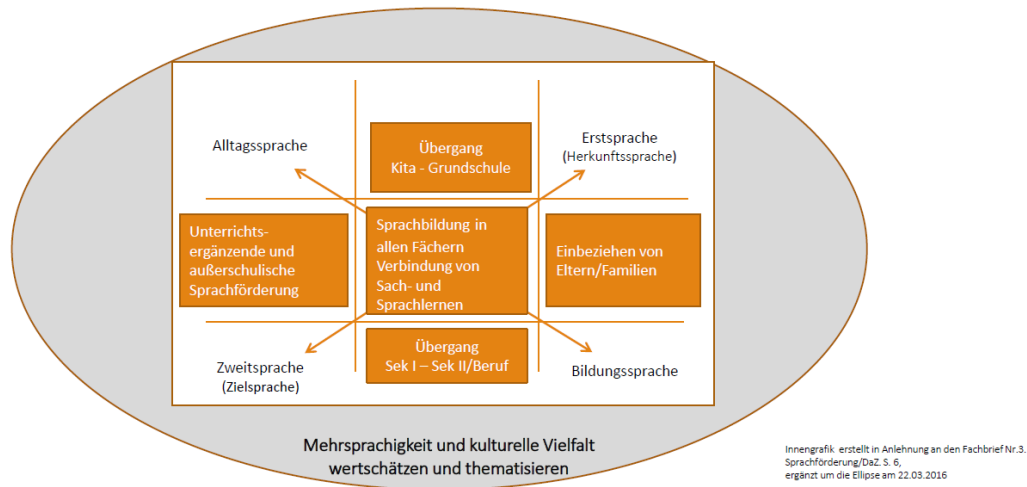 Alltagssprache
Übergang
Kita - Grundschule
Erstsprache
(Herkunftssprache)
Unterrichts-
ergänzende und
außerschulische
Sprachförderung
Sprachbildung in
allen Fächern
Verbindung von
Sach- und
Sprachlernen
Einbeziehen von
Eltern/Familien
Zweitsprache
(Zielsprache)
Übergang
Sek I – Sek II/Beruf
Bildungssprache
Mehrsprachigkeit und kulturelle Vielfalt
wertschätzen und thematisieren
Innengrafik erstellt in Anlehnung an den Fachbrief Nr.3.
Sprachförderung/DaZ. S. 6,
ergänzt um die Ellipse am 22.03.2016